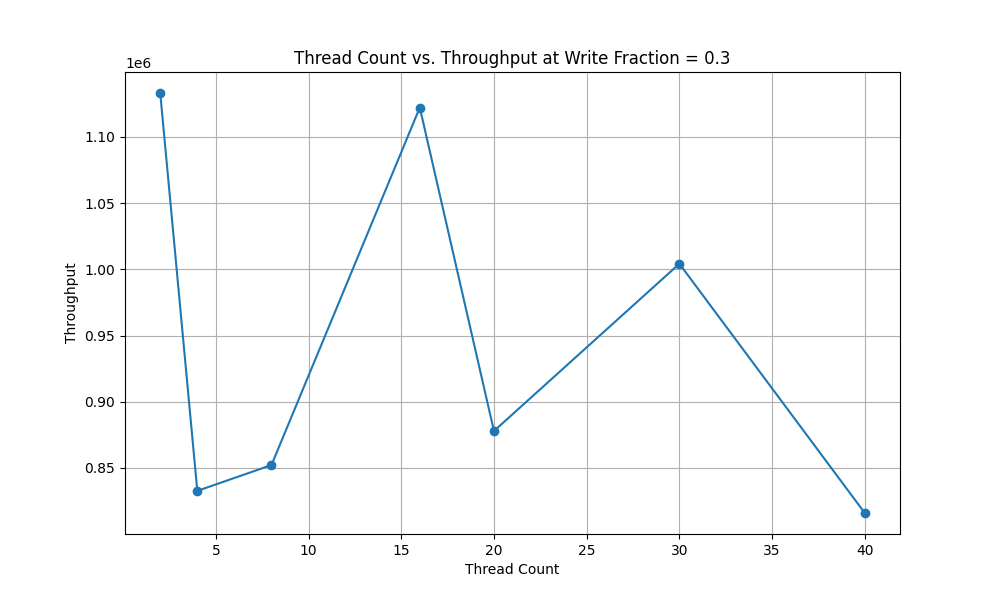 Thread Count vs. Throughput at Write Fraction = 0.3
1e6
1.10
1.05
1.00
0.95
0.90
0.85
Throughput
5 10 15 20 25 30 35 40
Thread Count